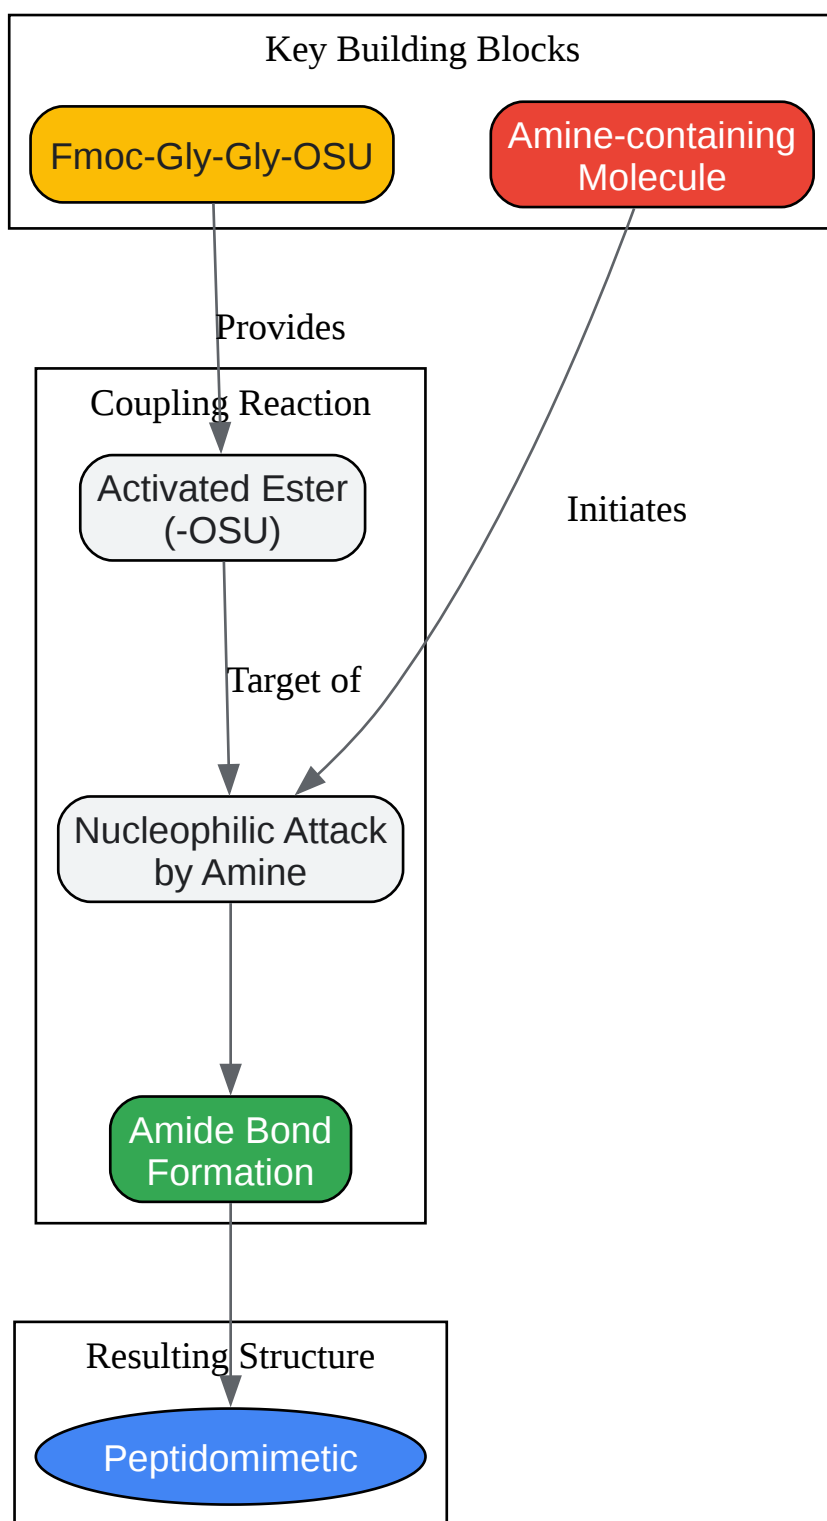 Key Building Blocks
Fmoc-Gly-Gly-OSU
Amine-containing
Molecule
Provides
Coupling Reaction
Activated Ester
(-OSU)
Initiates
Target of
Nucleophilic Attack
by Amine
Amide Bond
Formation
Resulting Structure
Peptidomimetic